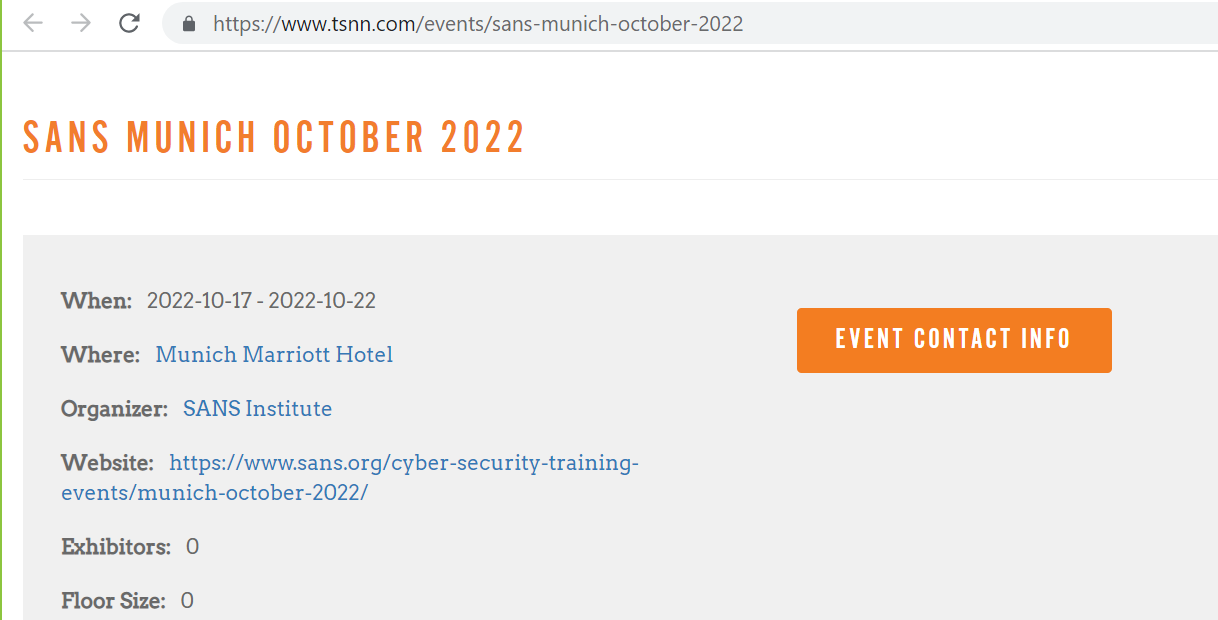 https://www.tsnn.com/events/sans-munich-october-2022
SANS MUNICH OCTOBER 2022
When: 2022-10-17 - 2022-10-22
EVENT CONTACT INFO
Where: Munich Marriott Hotel
Organizer: SANS Institute
Website: https://www.sans.org/cyber-security-training-
events/munich-october-2022/
Exhibitors: 0
Floor Size: 0